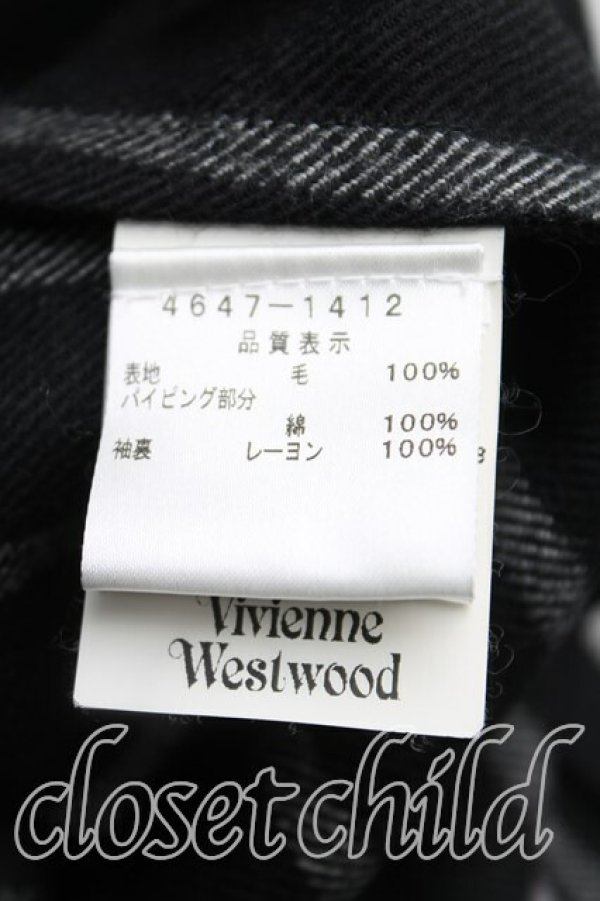 4647-1412
品質表示
表地 毛 100%
パイピング部分
綿 100%
袖裏 レーヨン 100%
Vivienne
Westwood
closet child